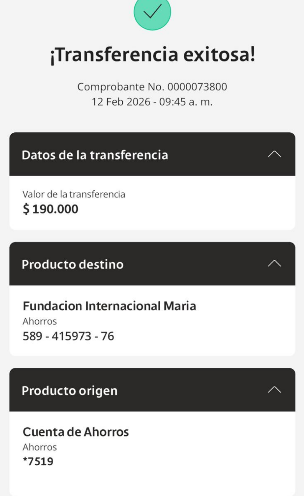 ¡Transferencia exitosa!
Comprobante No. 0000073800
12 Feb 2026 - 09:45 a. m.
Datos de la transferencia
Valor de la transferencia
$ 190.000
Producto destino
Fundacion Internacional Maria
Ahorros
589 - 415973 - 76
Producto origen
Cuenta de Ahorros
Ahorros
*7519